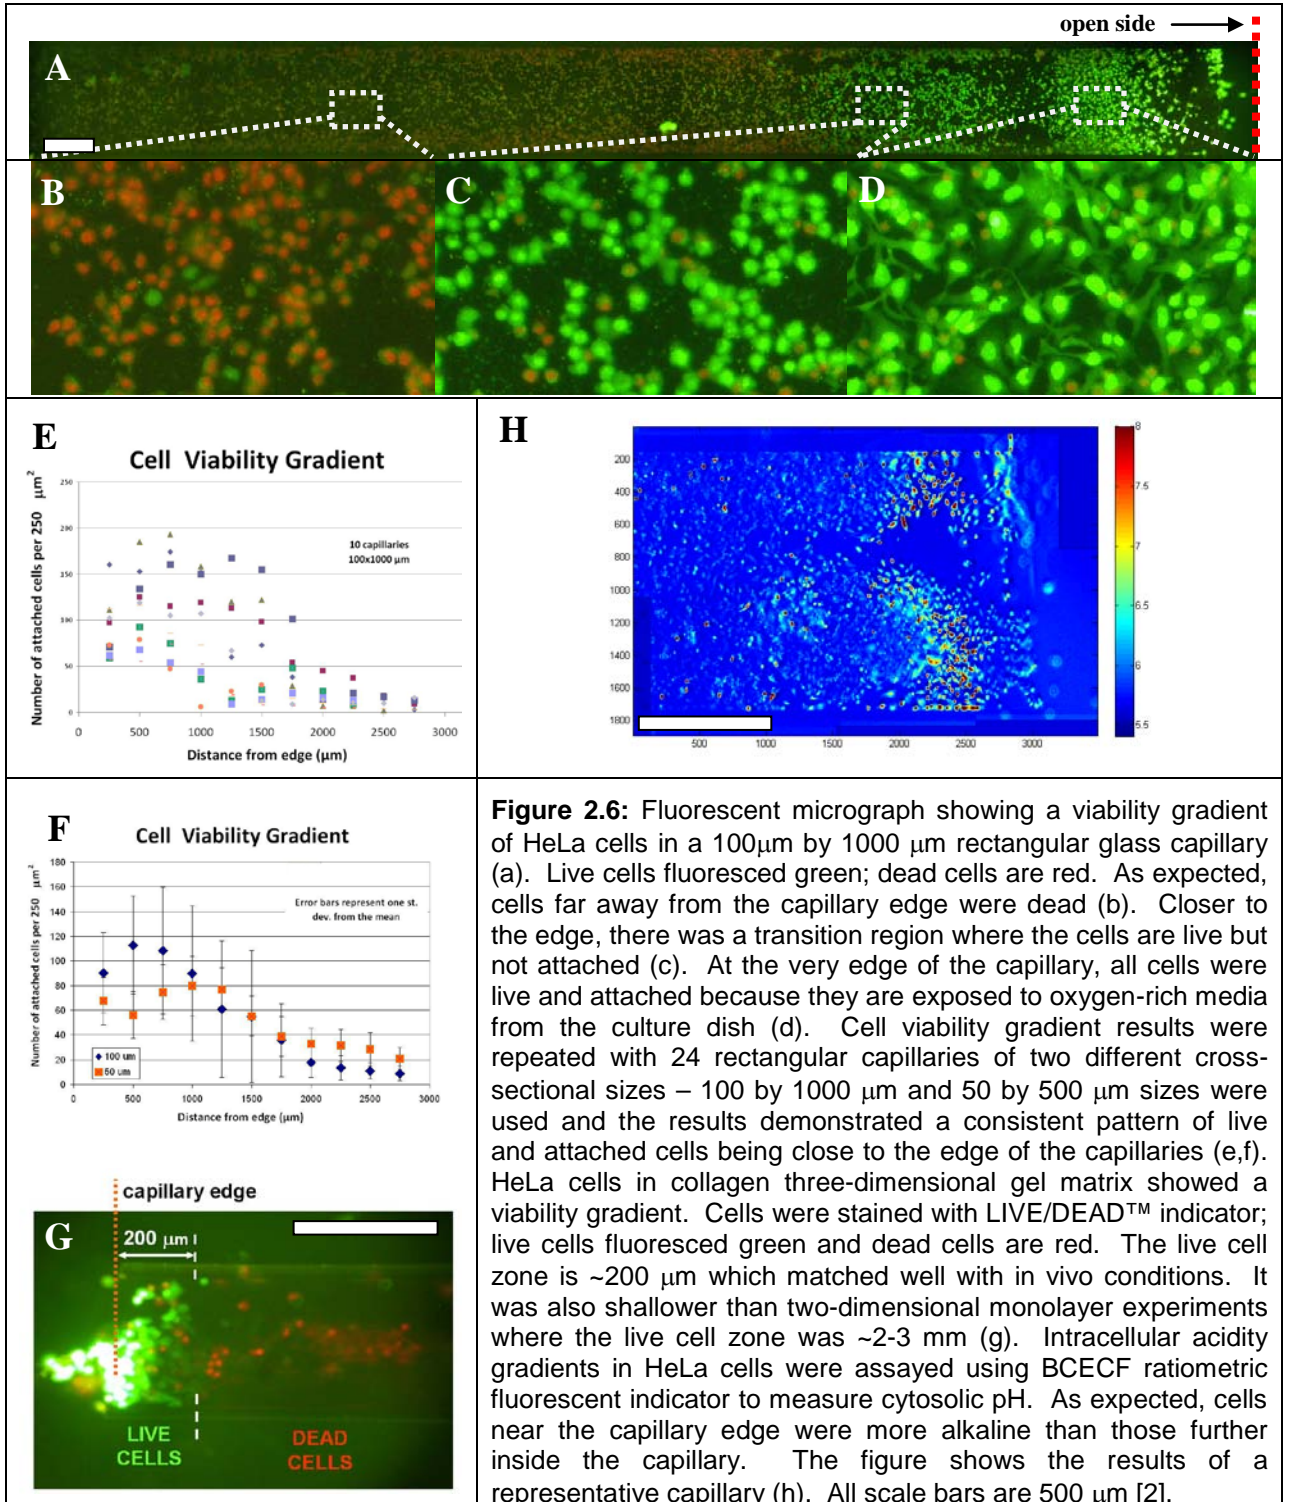 open side
A
B
C
D
E
Cell Viability Gradient
Number of attached cells per 250 µm²
250
200
150
100
50
0
10 capillaries
100x1000 µm
0 500 1000 1500 2000 2500 3000
Distance from edge (µm)
H
200
400
600
800
1000
1200
1400
1600
1800
500 1000 1500 2000 2500 3000
8
7.5
7
6.5
6
5.5
F
Cell Viability Gradient
Number of attached cells per 250 µm²
180
160
140
120
100
80
60
40
20
0
Error bars represent one st.
dev. from the mean
100 um
50 µm
0 500 1000 1500 2000 2500 3000
Distance from edge (µm)
capillary edge
G
200 µm
LIVE
CELLS
DEAD
CELLS
Figure 2.6: Fluorescent micrograph showing a viability gradient
of HeLa cells in a 100µm by 1000 µm rectangular glass capillary
(a). Live cells fluoresced green; dead cells are red. As expected,
cells far away from the capillary edge were dead (b). Closer to
the edge, there was a transition region where the cells are live but
not attached (c). At the very edge of the capillary, all cells were
live and attached because they are exposed to oxygen-rich media
from the culture dish (d). Cell viability gradient results were
repeated with 24 rectangular capillaries of two different cross-
sectional sizes – 100 by 1000 µm and 50 by 500 µm sizes were
used and the results demonstrated a consistent pattern of live
and attached cells being close to the edge of the capillaries (e,f).
HeLa cells in collagen three-dimensional gel matrix showed a
viability gradient. Cells were stained with LIVE/DEAD™ indicator;
live cells fluoresced green and dead cells are red. The live cell
zone is ~200 µm which matched well with in vivo conditions. It
was also shallower than two-dimensional monolayer experiments
where the live cell zone was ~2-3 mm (g). Intracellular acidity
gradients in HeLa cells were assayed using BCECF ratiometric
fluorescent indicator to measure cytosolic pH. As expected, cells
near the capillary edge were more alkaline than those further
inside the capillary. The figure shows the results of a
representative capillary (h). All scale bars are 500 µm [2].